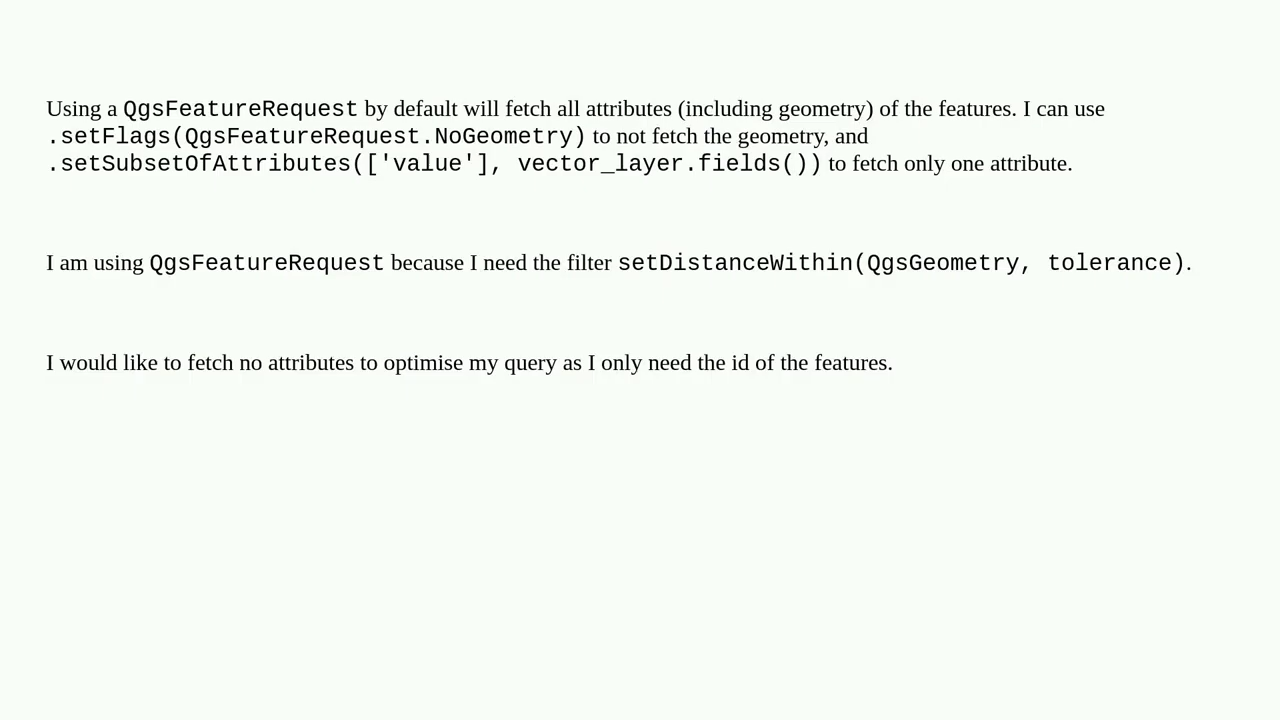 Using a QgsFeatureRequest by default will fetch all attributes (including geometry) of the features. I can use
.setFlags(QgsFeatureRequest.NoGeometry) to not fetch the geometry, and
.setSubsetOfAttributes(['value'], vector_layer.fields()) to fetch only one attribute.
I am using QgsFeatureRequest because I need the filter setDistanceWithin(QgsGeometry, tolerance).
I would like to fetch no attributes to optimise my query as I only need the id of the features.